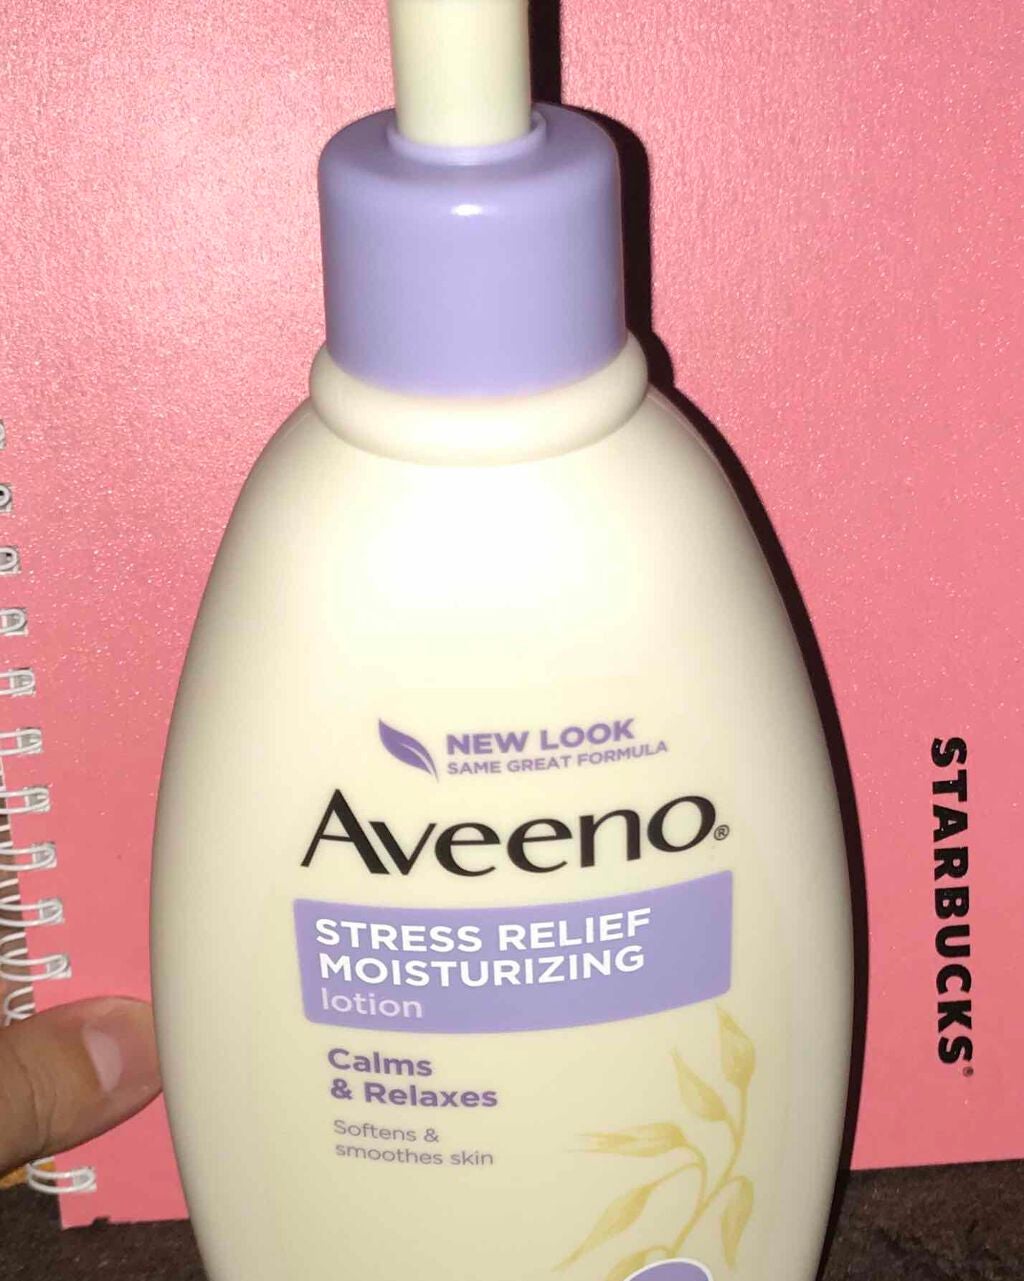 NEW LOOK
SAME GREAT FORMULA
Aveeno®
STRESS RELIEF
MOISTURIZING
lotion
Calms
& Relaxes
Softens &
smoothes skin
STARBUCKS®